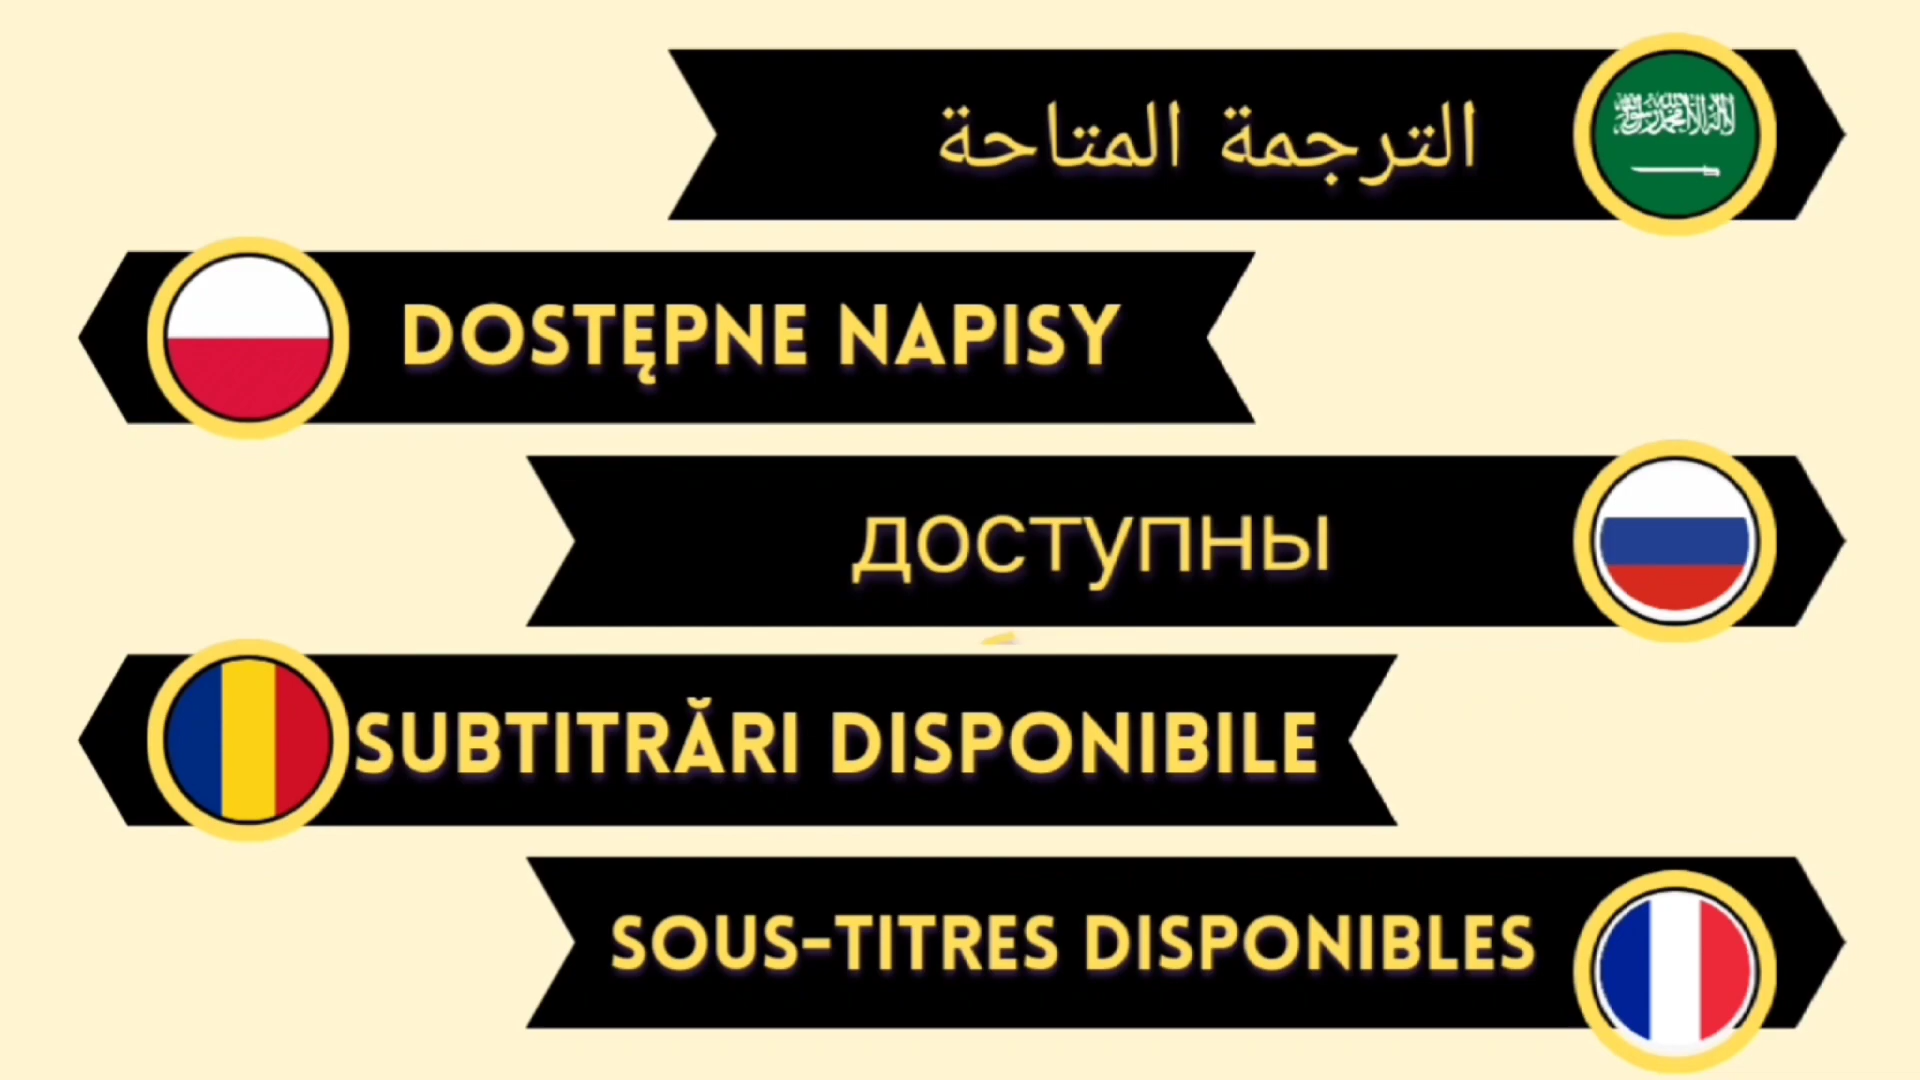 الترجمة المتاحة
DOSTĘPNE NAPISY
доступны
SUBTITRĂRI DISPONIBILE
SOUS-TITRES DISPONIBLES